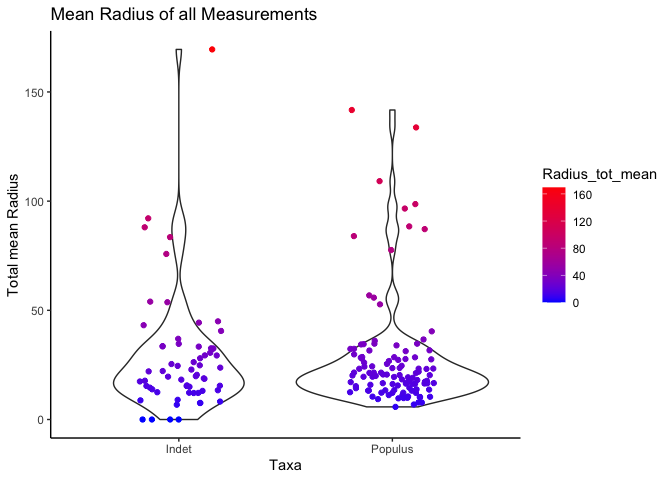 Mean Radius of all Measurements
Total mean Radius
150
100
50
0
Indet
Populus
Taxa
Radius_tot_mean
160
120
80
40
0